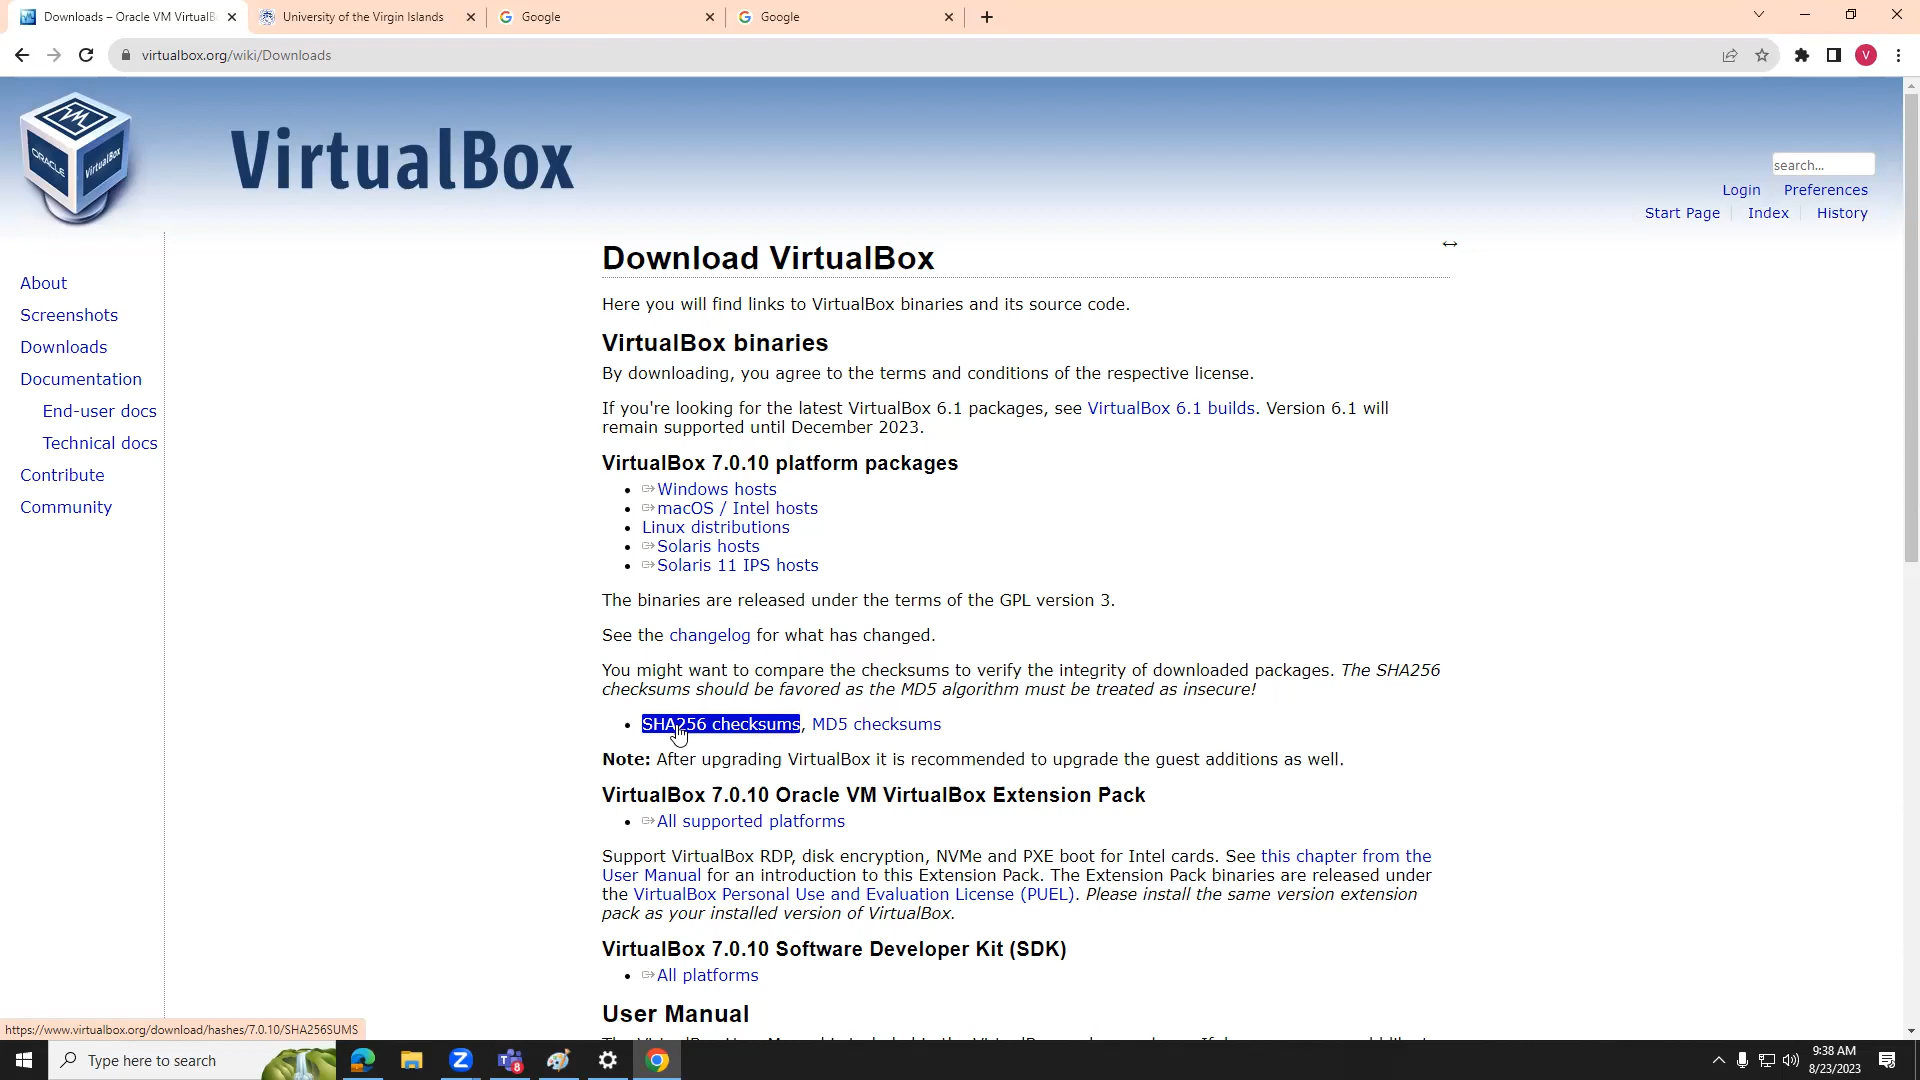 Downloads – Oracle VM VirtualB
University of the Virgin Islands
Google
Google
virtualbox.org/wiki/Downloads
V
ORACLE
VirtualBox
VirtualBox
search...
Login
Preferences
Start Page
Index
History
About
Screenshots
Downloads
Documentation
End-user docs
Technical docs
Contribute
Community
Download VirtualBox
Here you will find links to VirtualBox binaries and its source code.
VirtualBox binaries
By downloading, you agree to the terms and conditions of the respective license.
If you're looking for the latest VirtualBox 6.1 packages, see VirtualBox 6.1 builds. Version 6.1 will
remain supported until December 2023.
VirtualBox 7.0.10 platform packages
Windows hosts
macOS / Intel hosts
Linux distributions
Solaris hosts
Solaris 11 IPS hosts
The binaries are released under the terms of the GPL version 3.
See the changelog for what has changed.
You might want to compare the checksums to verify the integrity of downloaded packages. The SHA256
checksums should be favored as the MD5 algorithm must be treated as insecure!
SHA256 checksums, MD5 checksums
Note: After upgrading VirtualBox it is recommended to upgrade the guest additions as well.
VirtualBox 7.0.10 Oracle VM VirtualBox Extension Pack
All supported platforms
Support VirtualBox RDP, disk encryption, NVMe and PXE boot for Intel cards. See this chapter from the
User Manual for an introduction to this Extension Pack. The Extension Pack binaries are released under
the VirtualBox Personal Use and Evaluation License (PUEL). Please install the same version extension
pack as your installed version of VirtualBox.
VirtualBox 7.0.10 Software Developer Kit (SDK)
All platforms
User Manual
https://www.virtualbox.org/download/hashes/7.0.10/SHA256SUMS
Type here to search
8
9:38 AM
8/23/2023